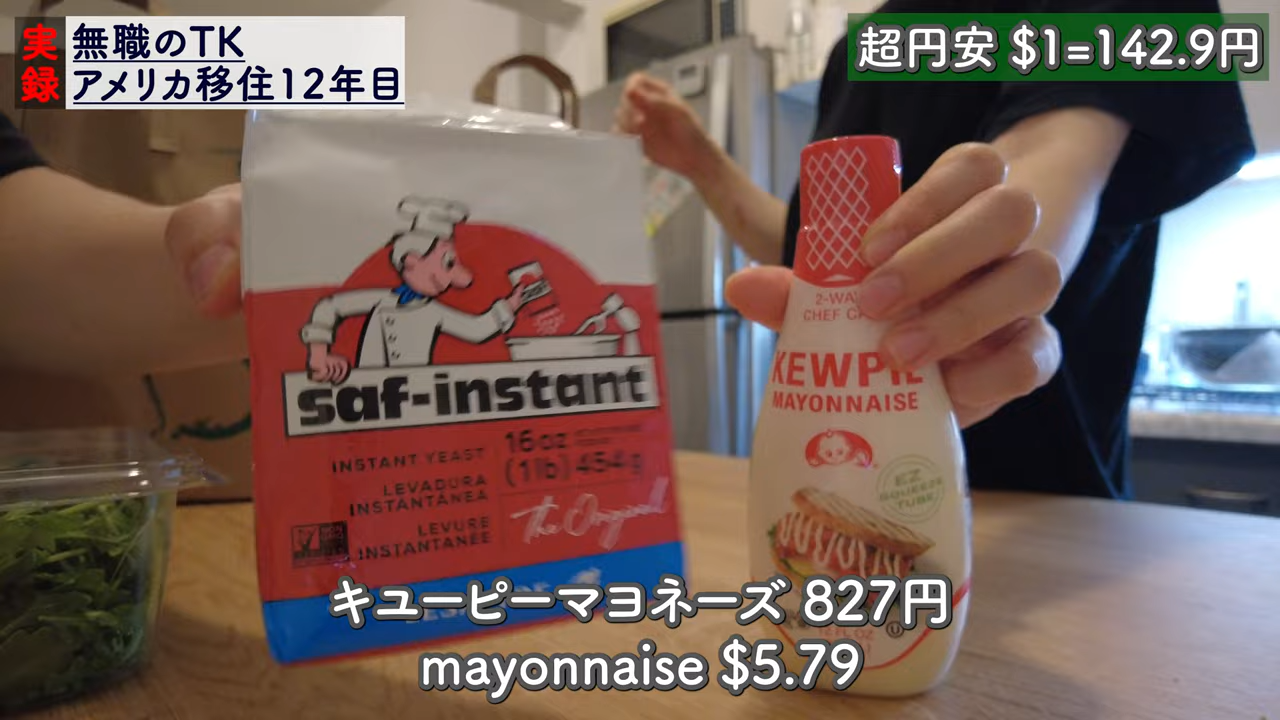 実録
無職のTK
アメリカ移住12年目
超円安 $1=142.9円
saf-instant
INSTANT YEAST
LEVADURA
INSTANTÁNEA
LEVURE
INSTANTANÉE
16 oz
(1lb) 454g
the Original
2-WAY
CHEF
KEWPIE
MAYONNAISE
EZ
SQUEEZE
TUBE
キユーピーマヨネーズ 827円
mayonnaise $5.79